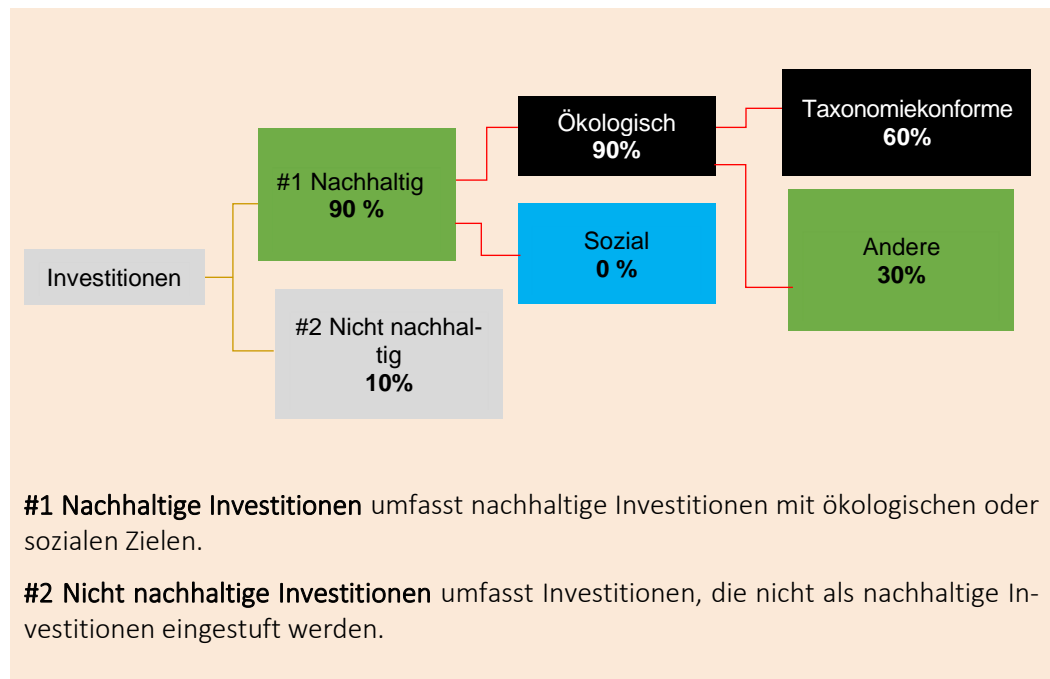 Investitionen
#1 Nachhaltig
90 %
#2 Nicht nachhal-
tig
10%
Ökologisch
90%
Sozial
0 %
Taxonomiekonforme
60%
Andere
30%
#1 Nachhaltige Investitionen umfasst nachhaltige Investitionen mit ökologischen oder
sozialen Zielen.
#2 Nicht nachhaltige Investitionen umfasst Investitionen, die nicht als nachhaltige In-
vestitionen eingestuft werden.